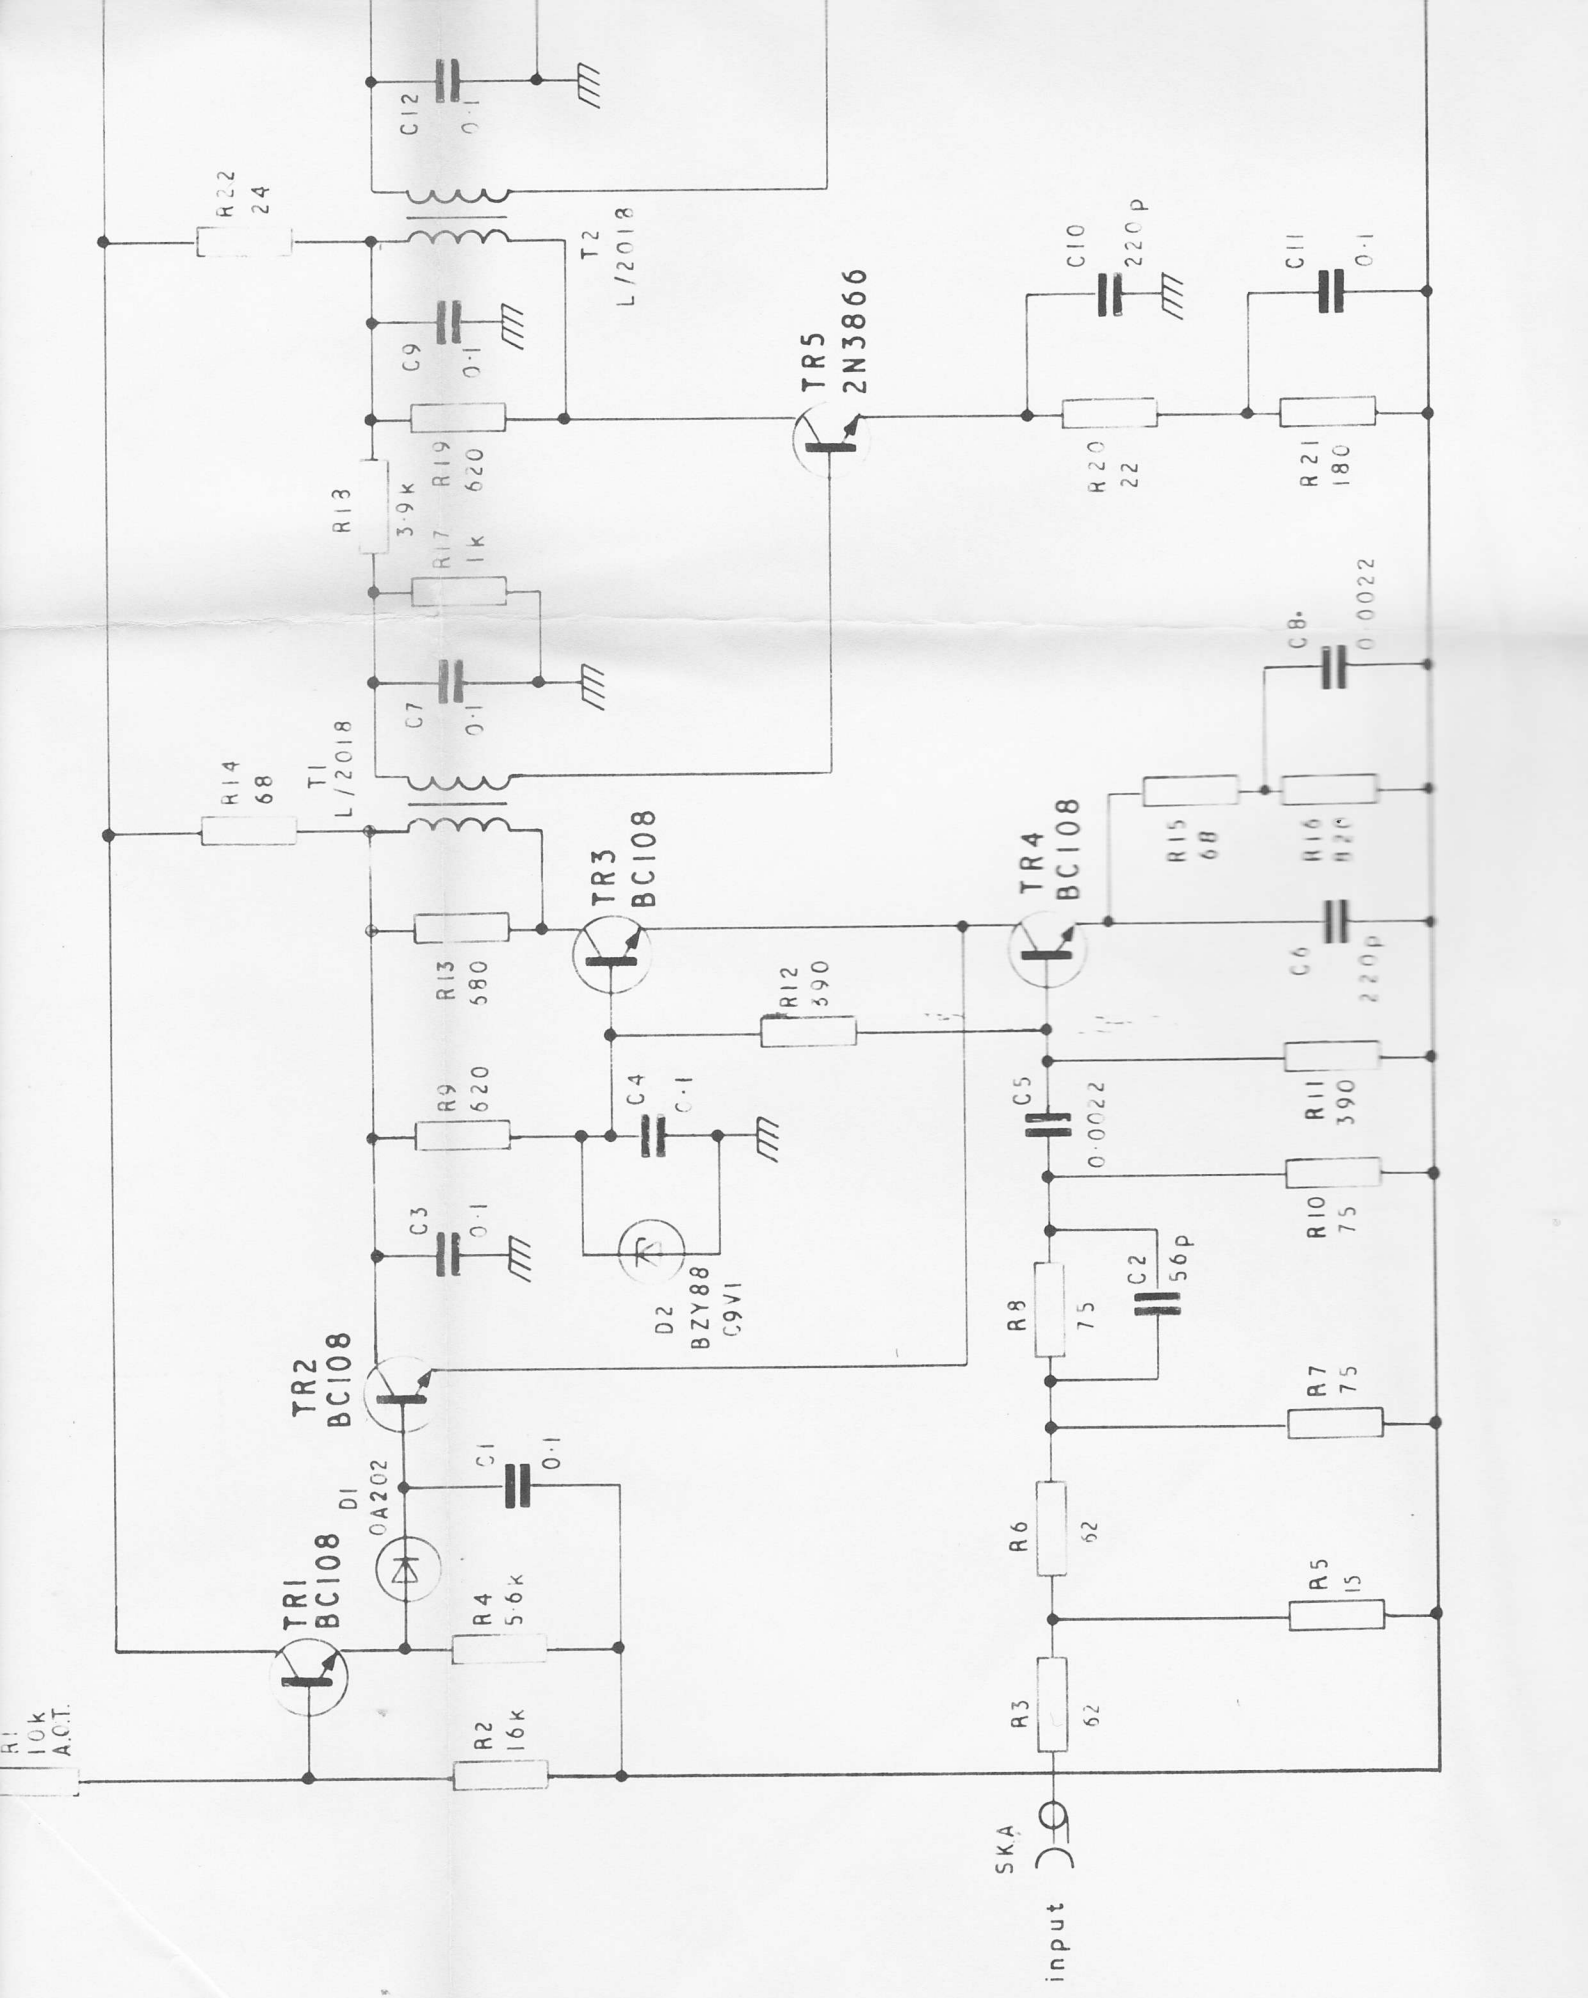 R1
10k
A.O.T.
TR1
BC108
R2
16k
R4
5·6k
D1
OA202
C1
0·1
TR2
BC108
C3
0·1
D2
BZY88
C9V1
R9
620
C4
0·1
R13
680
R12
390
TR3
BC108
R14
68
T1
L/2018
C7
0·1
R17
1k
R18
3·9k
R19
620
C9
0·1
R22
24
T2
L/2018
C12
0·1
TR5
2N3866
R20
22
C10
220p
R21
180
C11
0·1
input
SKA
R3
62
R5
15
R6
62
R7
75
R8
75
C2
56p
R10
75
C5
0·0022
R11
390
TR4
BC108
C6
220p
R15
68
R16
820
C8
0·0022